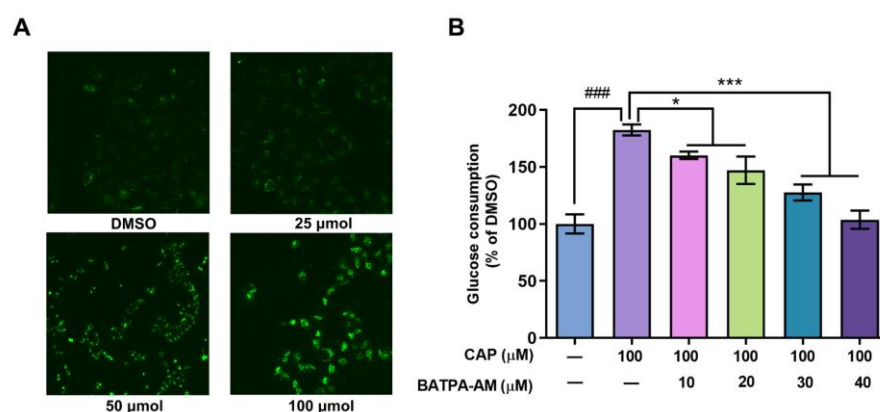 A
DMSO
25 μmol
50 μmol
100 μmol
B
***
###
*
Glucose consumption
(% of DMSO)
200
150
100
50
0
CAP (μM) — 100 100 100 100 100
BATPA-AM (μM) — — 10 20 30 40